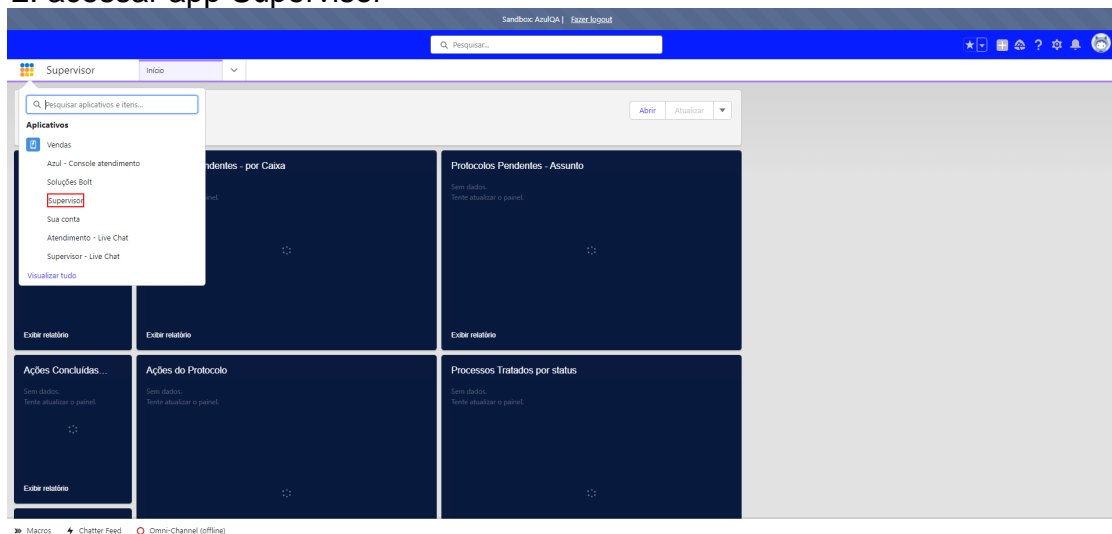 2. acessar app Supervisor
Sandbox: AzulQA | Fazer logout
Pesquisar...
Supervisor
Início
Pesquisar aplicativos e itens...
Aplicativos
Vendas
Azul - Console atendimento
Soluções Bolt
Supervisor
Sua conta
Atendimento - Live Chat
Supervisor - Live Chat
Visualizar tudo
Abrir
Atualizar
ndentes - por Caixa
inel.
Exibir relatório
Exibir relatório
Protocolos Pendentes - Assunto
Sem dados.
Tente atualizar o painel.
Exibir relatório
Ações Concluídas...
Sem dados.
Tente atualizar o painel.
Exibir relatório
Ações do Protocolo
Sem dados.
Tente atualizar o painel.
Processos Tratados por status
Sem dados.
Tente atualizar o painel.
Macros
Chatter Feed
Omni-Channel (offline)